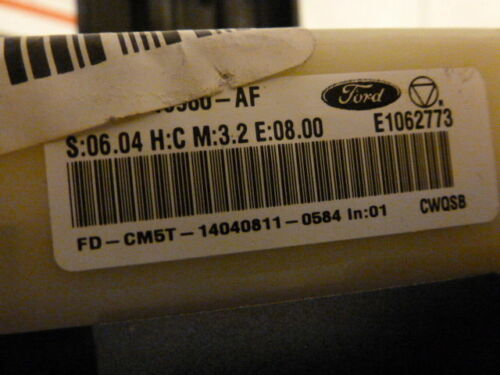 -AF
Ford
S:06.04 H:C M:3.2 E:08.00
E1062773
FD-CM5T-14040811-0584 In:01
CWQSB